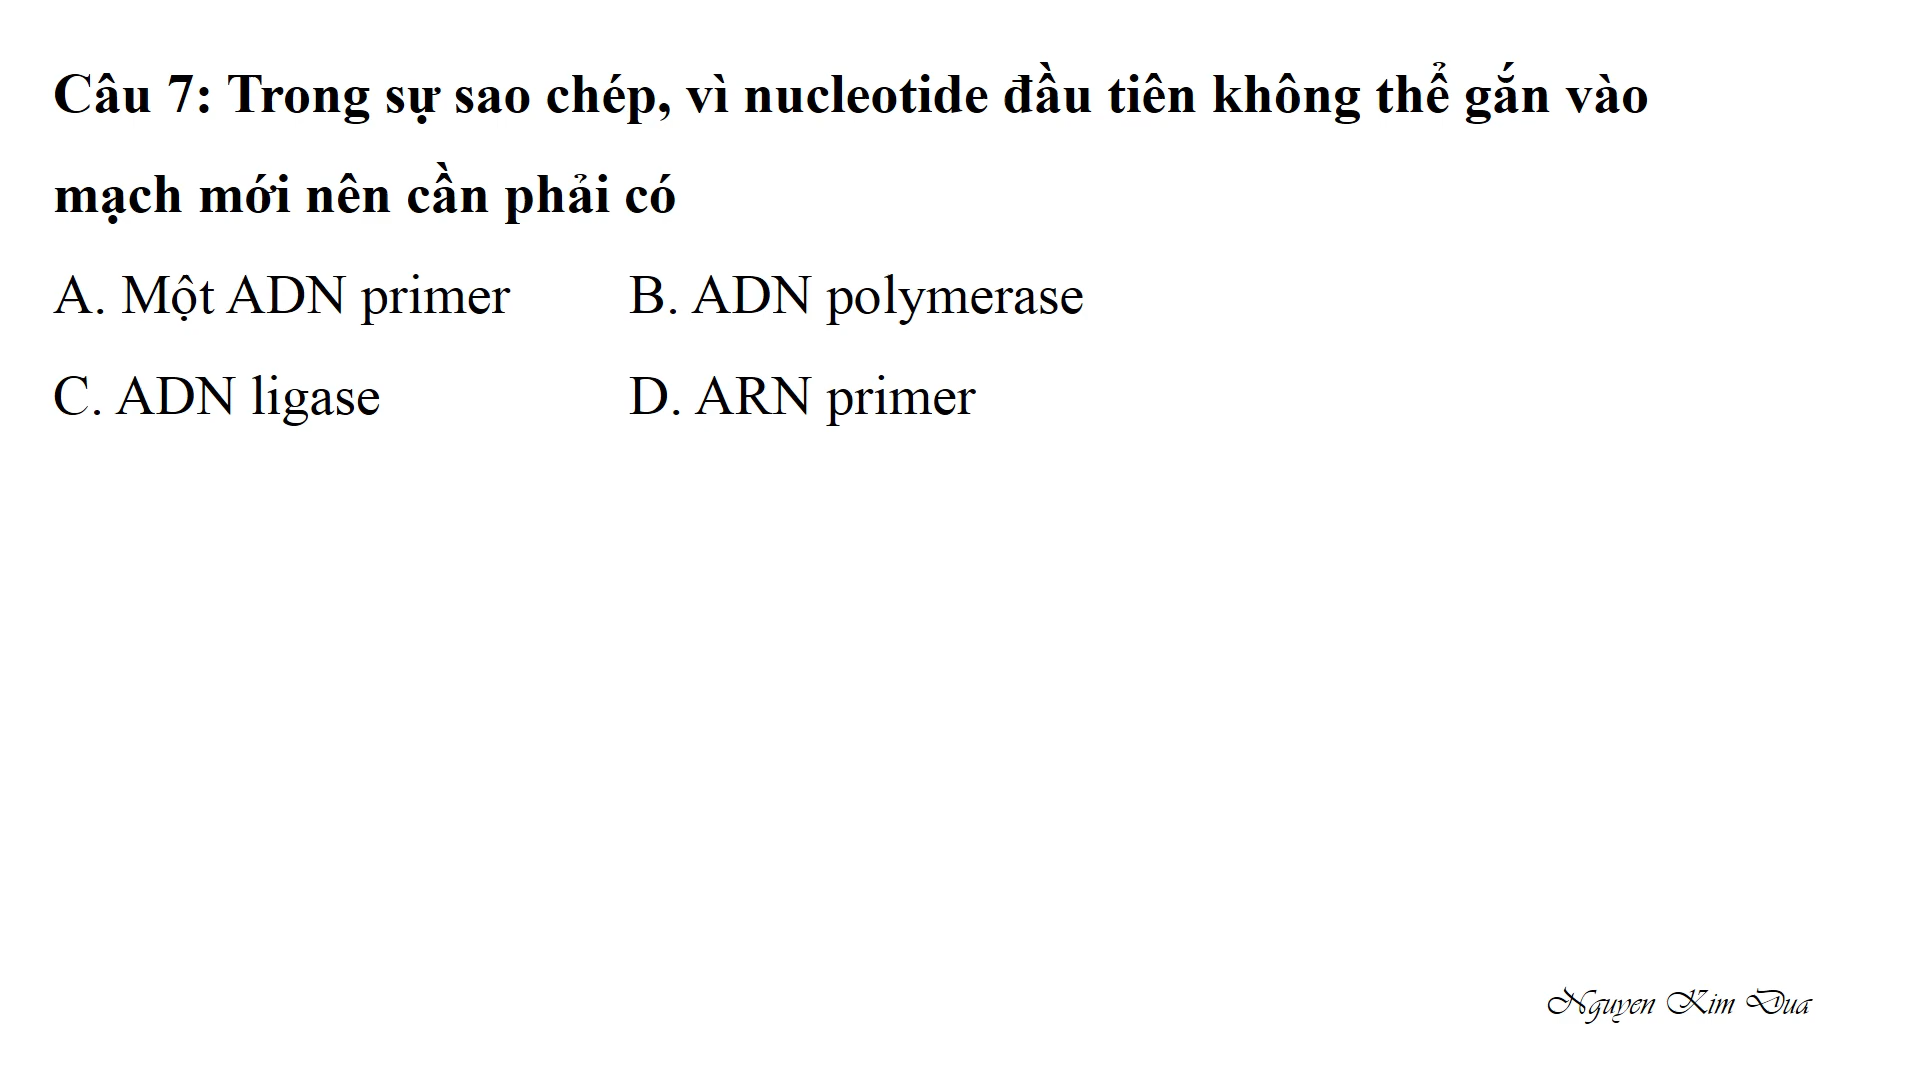 Câu 7: Trong sự sao chép, vì nucleotide đầu tiên không thể gắn vào
mạch mới nên cần phải có
A. Một ADN primer B. ADN polymerase
C. ADN ligase D. ARN primer
Nguyen Kim Dua